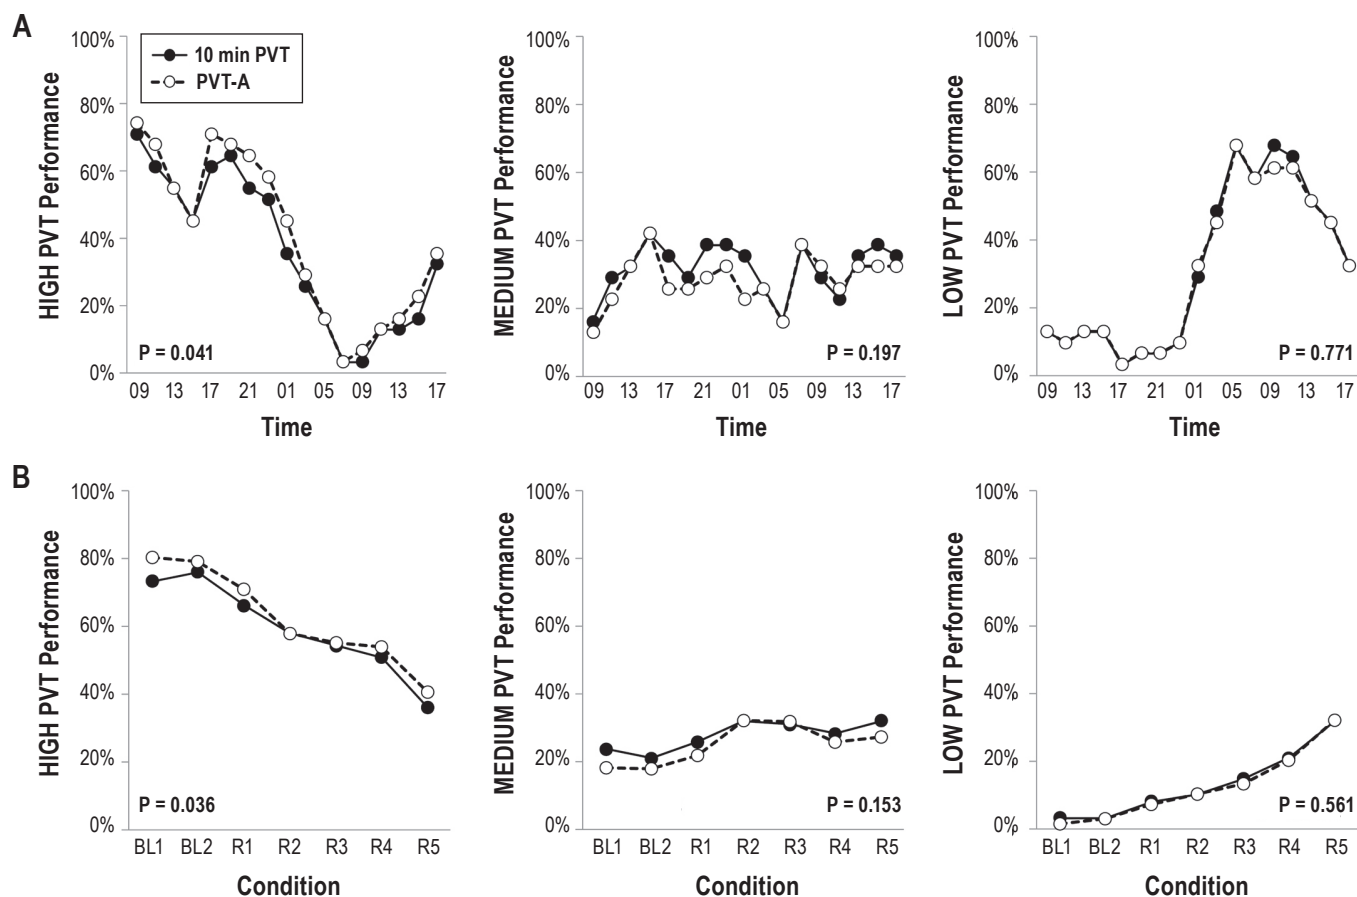 A
10 min PVT
PVT-A
HIGH PVT Performance
100%
80%
60%
40%
20%
0%
P = 0.041
09 13 17 21 01 05 09 13 17
Time
MEDIUM PVT Performance
100%
80%
60%
40%
20%
0%
P = 0.197
09 13 17 21 01 05 09 13 17
Time
LOW PVT Performance
100%
80%
60%
40%
20%
0%
P = 0.771
09 13 17 21 01 05 09 13 17
Time
B
HIGH PVT Performance
100%
80%
60%
40%
20%
0%
P = 0.036
BL1 BL2 R1 R2 R3 R4 R5
Condition
MEDIUM PVT Performance
100%
80%
60%
40%
20%
0%
P = 0.153
BL1 BL2 R1 R2 R3 R4 R5
Condition
LOW PVT Performance
100%
80%
60%
40%
20%
0%
P = 0.561
BL1 BL2 R1 R2 R3 R4 R5
Condition